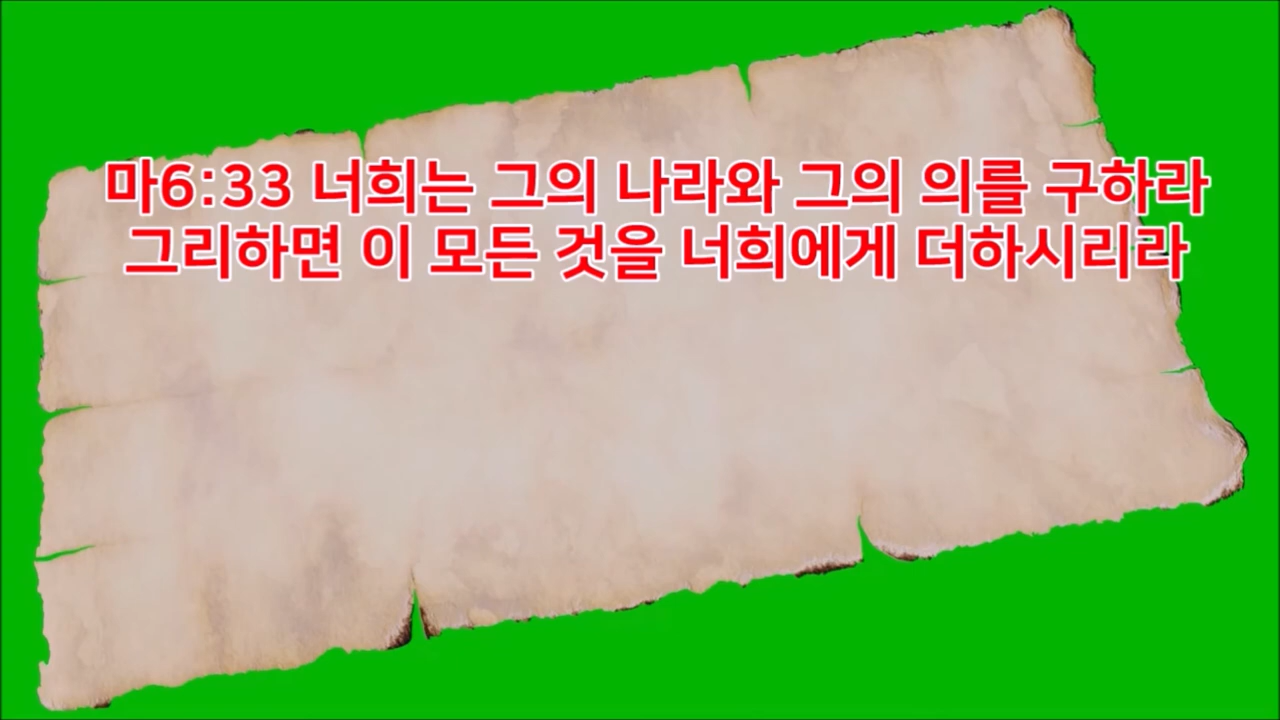 마6:33 너희는 그의 나라와 그의 의를 구하라
그리하면 이 모든 것을 너희에게 더하시리라